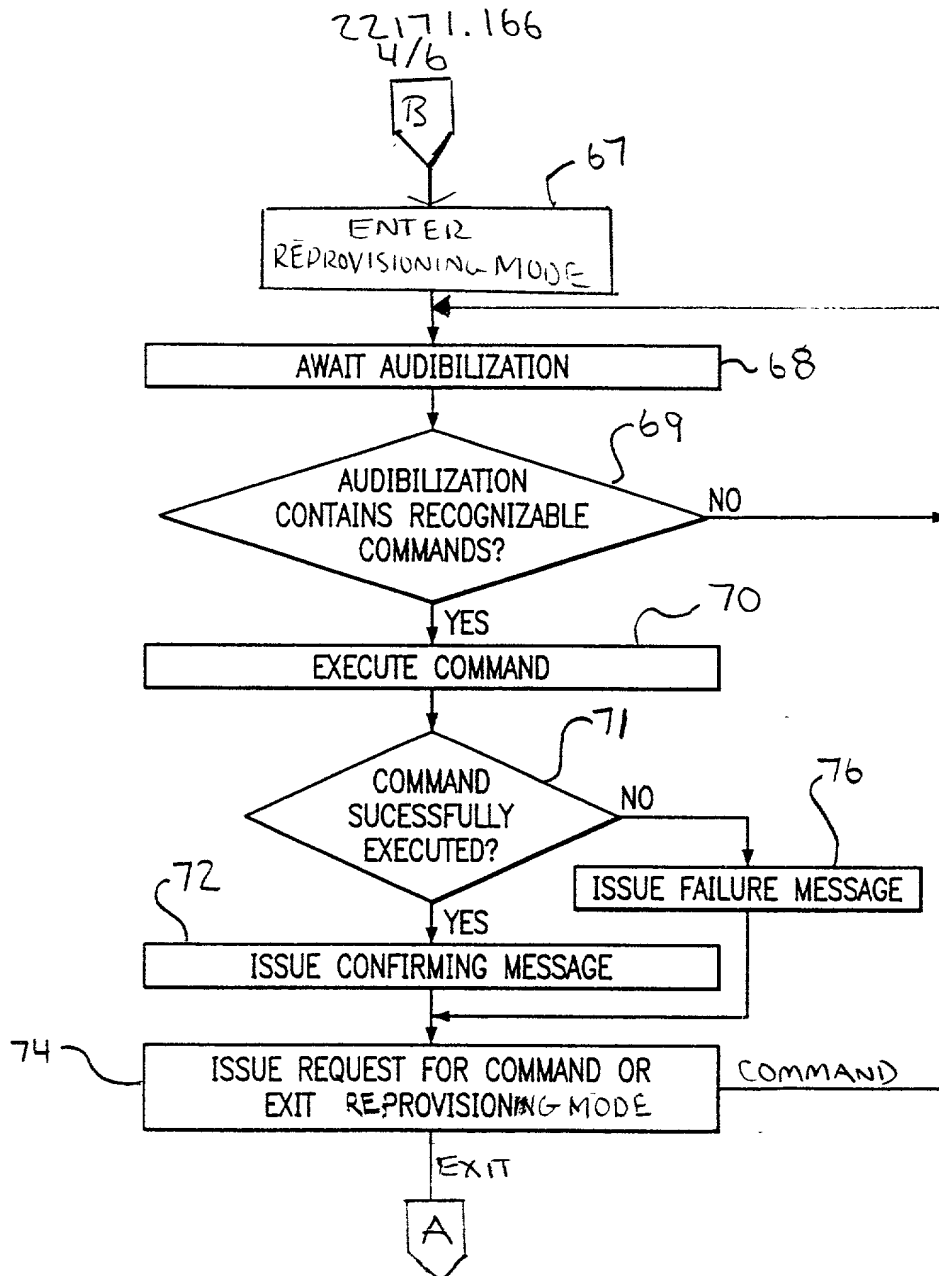 22171.166
4/6
B
67
ENTER
REPROVISIONING MODE
AWAIT AUDIBILIZATION
68
69
AUDIBILIZATION
CONTAINS RECOGNIZABLE
COMMANDS?
NO
YES
70
EXECUTE COMMAND
71
COMMAND
SUCESSFULLY
EXECUTED?
NO
76
ISSUE FAILURE MESSAGE
72
YES
ISSUE CONFIRMING MESSAGE
74
ISSUE REQUEST FOR COMMAND OR
EXIT REPROVISIONING MODE
COMMAND
EXIT
A